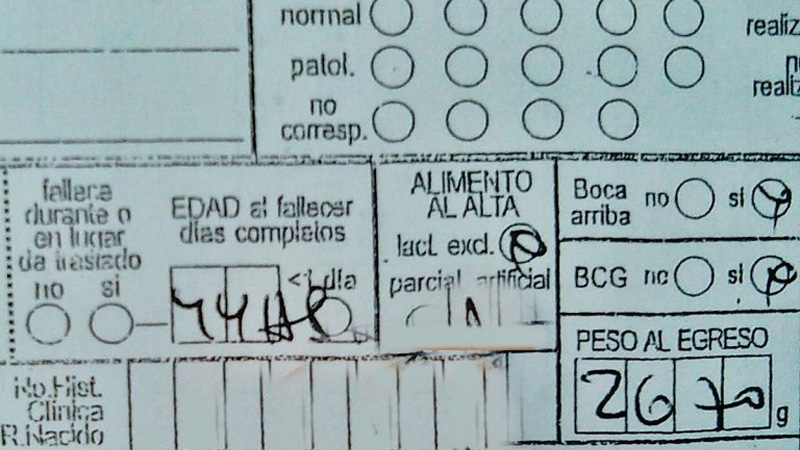 normal
realiz
patol.
no
realiz
no
corresp.
fallece
durante o
en lugar
de traslado
no si
EDAD al fallecer
días completos
<1 día
ALIMENTO
AL ALTA
lact. excl.
parcial artificial
Boca
arriba no si
BCG no si
PESO AL EGRESO
2670 g
No.Hist.
Clínica
R.Nacido